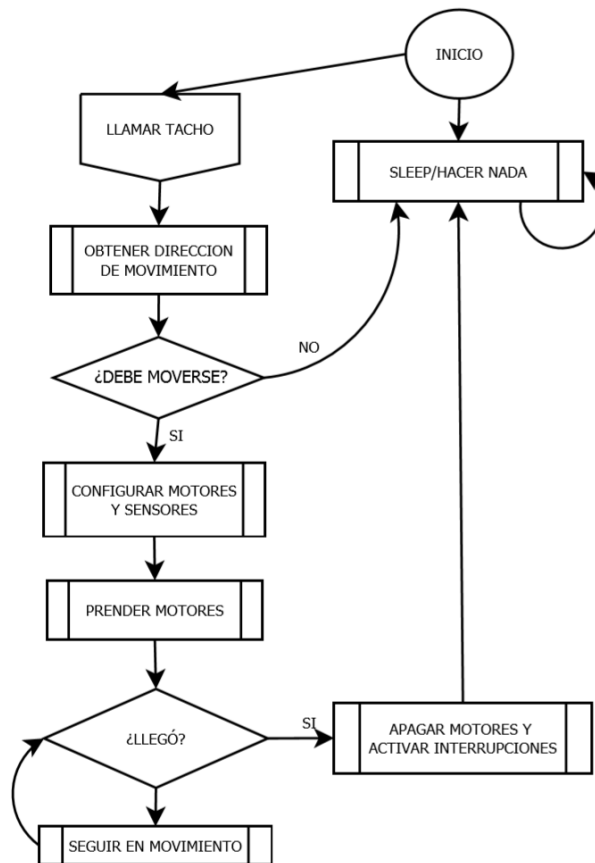 INICIO
LLAMAR TACHO
SLEEP/HACER NADA
OBTENER DIRECCION
DE MOVIMIENTO
NO
¿DEBE MOVERSE?
SI
CONFIGURAR MOTORES
Y SENSORES
PRENDER MOTORES
¿LLEGÓ?
SI
APAGAR MOTORES Y
ACTIVAR INTERRUPCIONES
SEGUIR EN MOVIMIENTO